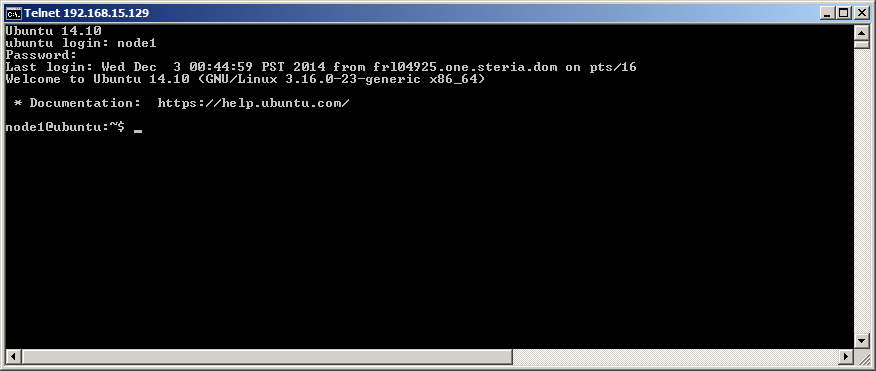 Telnet 192.168.15.129
Ubuntu 14.10
ubuntu login: node1
Password:
Last login: Wed Dec  3 00:44:59 PST 2014 from frl04925.one.steria.dom on pts/16
Welcome to Ubuntu 14.10 (GNU/Linux 3.16.0-23-generic x86_64)
 * Documentation:  https://help.ubuntu.com/
node1@ubuntu:~$ _